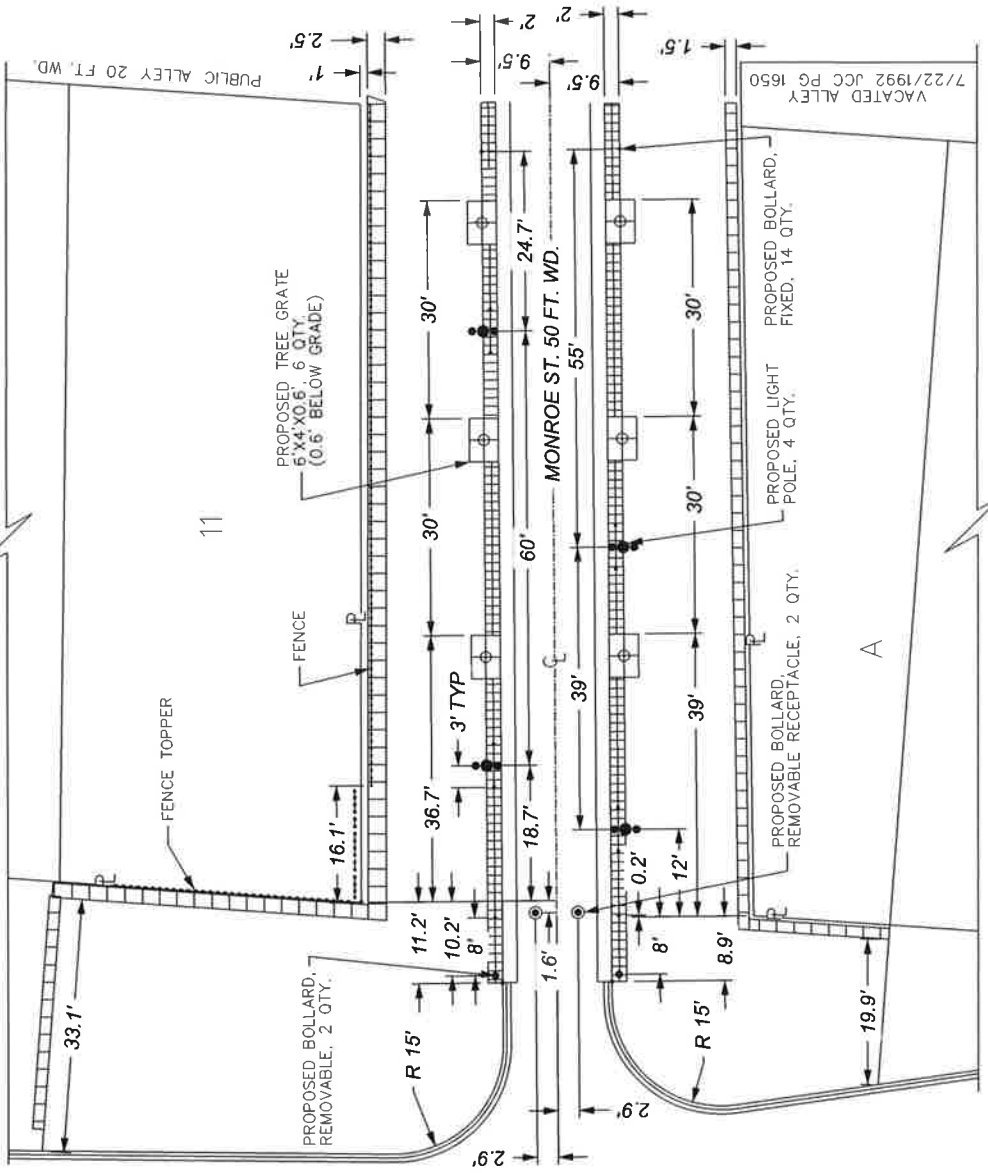 PUBLIC ALLEY 20 FT. WD.
2.5'
1'
2'
9.5'
2'
9.5'
1.5'
VACATED ALLEY
7/22/1992 JCC PG 1650
PROPOSED TREE GRATE
6'X4'X0.6', 6 QTY.
(0.6' BELOW GRADE)
11
FENCE
FENCE TOPPER
PL
PL
33.1'
16.1'
36.7'
30'
30'
3' TYP
18.7'
60'
24.7'
11.2'
10.2'
8'
1.6'
PROPOSED BOLLARD,
REMOVABLE, 2 QTY.
R 15'
2.9'
2.9'
MONROE ST. 50 FT. WD.
CL
39'
55'
0.2'
12'
39'
30'
30'
8'
8.9'
R 15'
19.9'
PROPOSED BOLLARD,
REMOVABLE RECEPTACLE, 2 QTY.
PROPOSED LIGHT
POLE, 4 QTY.
PROPOSED BOLLARD,
FIXED, 14 QTY.
PL
PL
A